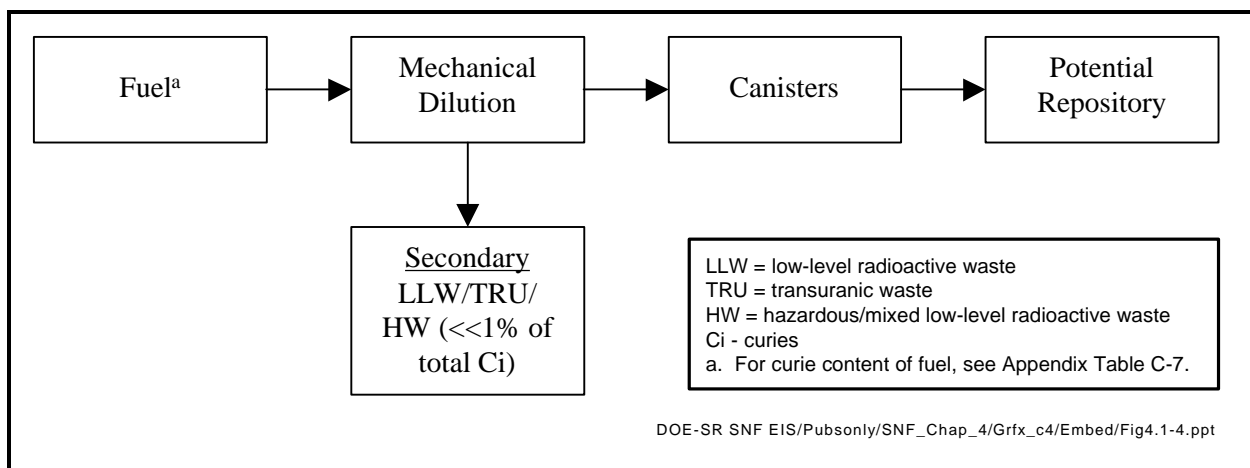 Fuelᵃ
Mechanical
Dilution
Canisters
Potential
Repository
Secondary
LLW/TRU/
HW (<<1% of
total Ci)
LLW = low-level radioactive waste
TRU = transuranic waste
HW = hazardous/mixed low-level radioactive waste
Ci - curies
a. For curie content of fuel, see Appendix Table C-7.
DOE-SR SNF EIS/Pubsonly/SNF_Chap_4/Grfx_c4/Embed/Fig4.1-4.ppt